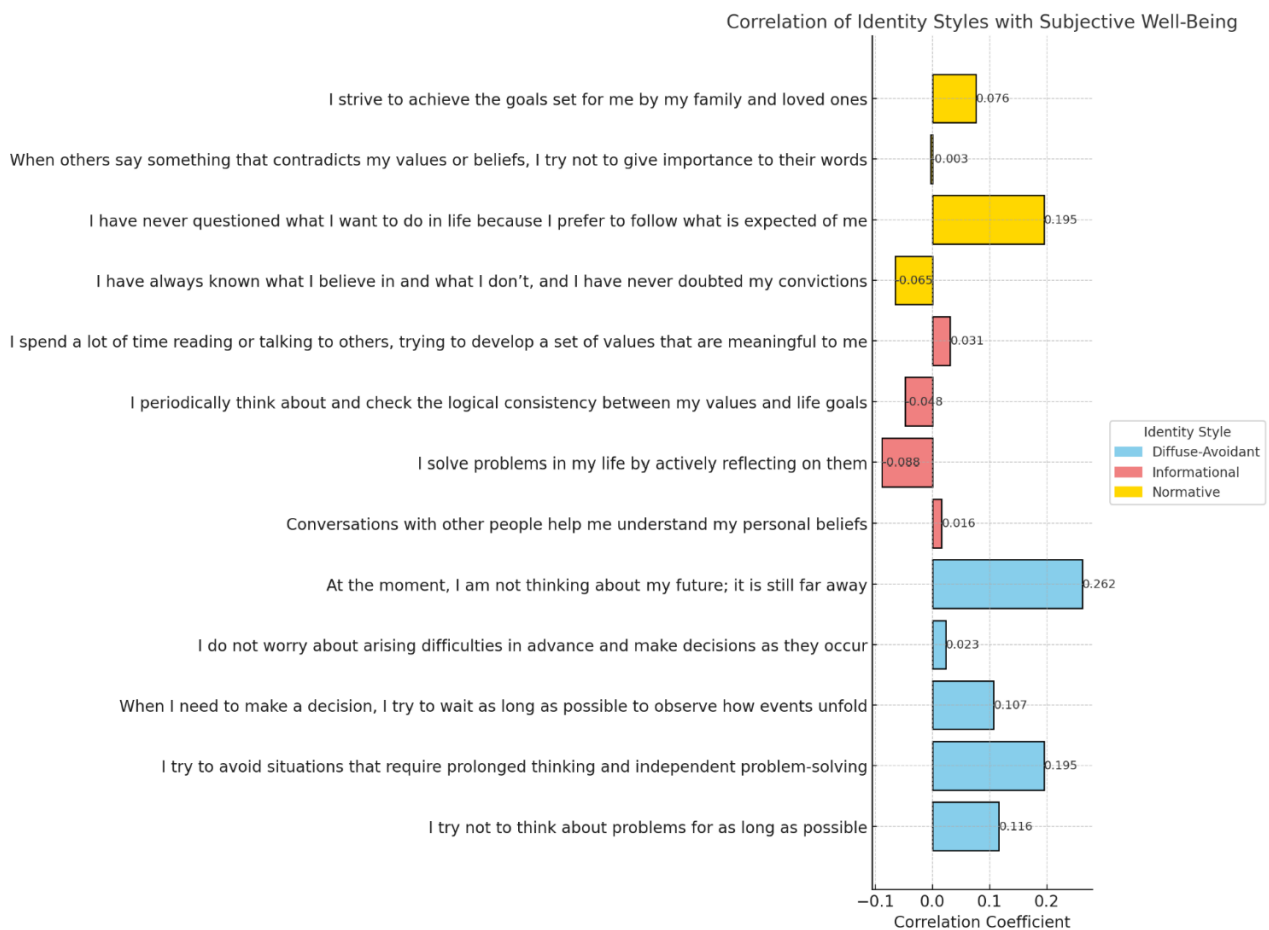 Correlation of Identity Styles with Subjective Well-Being
I strive to achieve the goals set for me by my family and loved ones
0.076
When others say something that contradicts my values or beliefs, I try not to give importance to their words
-0.003
I have never questioned what I want to do in life because I prefer to follow what is expected of me
0.195
I have always known what I believe in and what I don’t, and I have never doubted my convictions
-0.065
I spend a lot of time reading or talking to others, trying to develop a set of values that are meaningful to me
0.031
I periodically think about and check the logical consistency between my values and life goals
-0.048
I solve problems in my life by actively reflecting on them
-0.088
Conversations with other people help me understand my personal beliefs
0.016
At the moment, I am not thinking about my future; it is still far away
0.262
I do not worry about arising difficulties in advance and make decisions as they occur
0.023
When I need to make a decision, I try to wait as long as possible to observe how events unfold
0.107
I try to avoid situations that require prolonged thinking and independent problem-solving
0.195
I try not to think about problems for as long as possible
0.116
Identity Style
Diffuse-Avoidant
Informational
Normative
−0.1 0.0 0.1 0.2
Correlation Coefficient